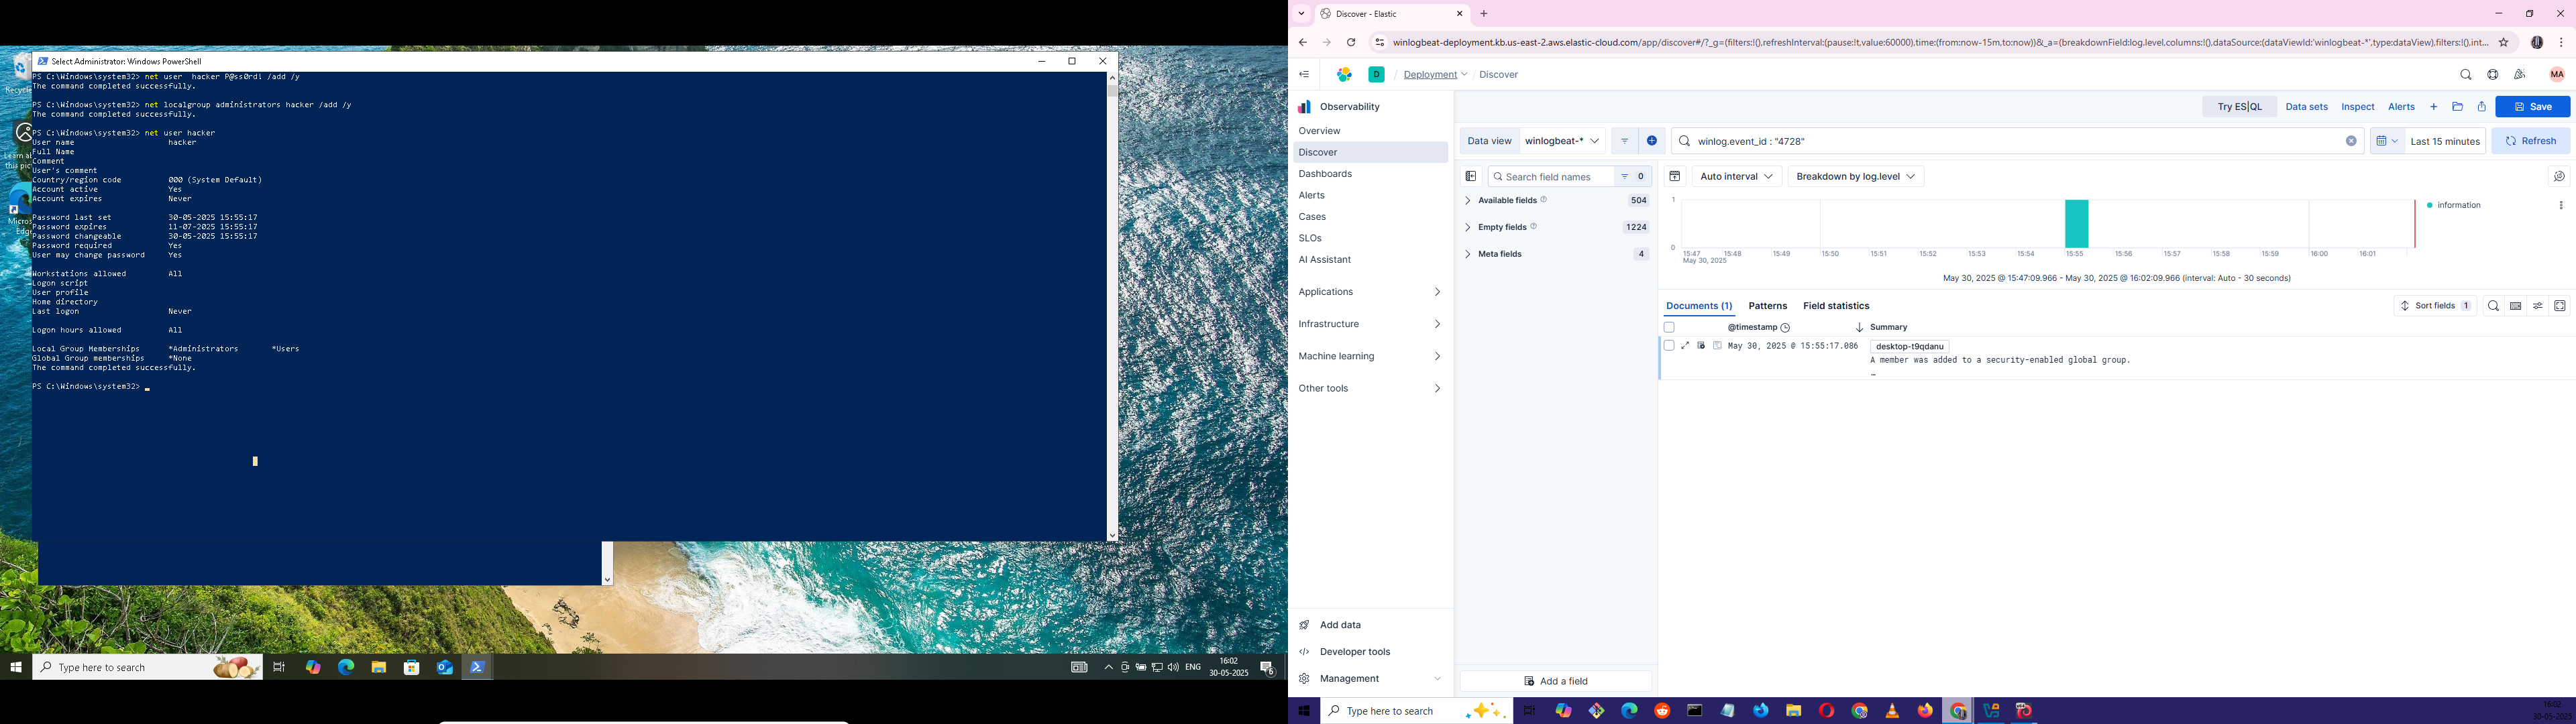 Recycle
Learn ab
this pic
Micros
Edg
Select Administrator: Windows PowerShell
PS C:\Windows\system32> net user  hacker P@ss0rd! /add /y
The command completed successfully.
PS C:\Windows\system32> net localgroup administrators hacker /add /y
The command completed successfully.
PS C:\Windows\system32> net user hacker
User name                    hacker
Full Name
Comment
User's comment
Country/region code          000 (System Default)
Account active               Yes
Account expires              Never
Password last set            30-05-2025 15:55:17
Password expires             11-07-2025 15:55:17
Password changeable          30-05-2025 15:55:17
Password required            Yes
User may change password     Yes
Workstations allowed         All
Logon script
User profile
Home directory
Last logon                   Never
Logon hours allowed          All
Local Group Memberships      *Administrators       *Users
Global Group memberships     *None
The command completed successfully.
PS C:\Windows\system32>
Type here to search
ENG
16:02
30-05-2025
6
Discover - Elastic
winlogbeat-deployment.kb.us-east-2.aws.elastic-cloud.com/app/discover#/?_g=(filters:!(),refreshInterval:(pause:!t,value:60000),time:(from:now-15m,to:now))&_a=(breakdownField:log.level,columns:!(),dataSource:(dataViewId:'winlogbeat-*',type:dataView),filters:!(),int...
D / Deployment / Discover
MA
Observability
Overview
Discover
Dashboards
Alerts
Cases
SLOs
AI Assistant
Applications
Infrastructure
Machine learning
Other tools
Add data
Developer tools
Management
Try ES|QL Data sets Inspect Alerts Save
Data view winlogbeat-* winlog.event_id : "4728" Last 15 minutes Refresh
Search field names 0
Available fields 504
Empty fields 1224
Meta fields 4
Add a field
Auto interval Breakdown by log.level
1
0
information
15:47 15:48 15:49 15:50 15:51 15:52 15:53 15:54 15:55 15:56 15:57 15:58 15:59 16:00 16:01
May 30, 2025
May 30, 2025 @ 15:47:09.966 - May 30, 2025 @ 16:02:09.966 (interval: Auto - 30 seconds)
Documents (1) Patterns Field statistics Sort fields 1
@timestamp Summary
May 30, 2025 @ 15:55:17.086 desktop-t9qdanu
A member was added to a security-enabled global group.
…
Type here to search
16:02
30-05-2025